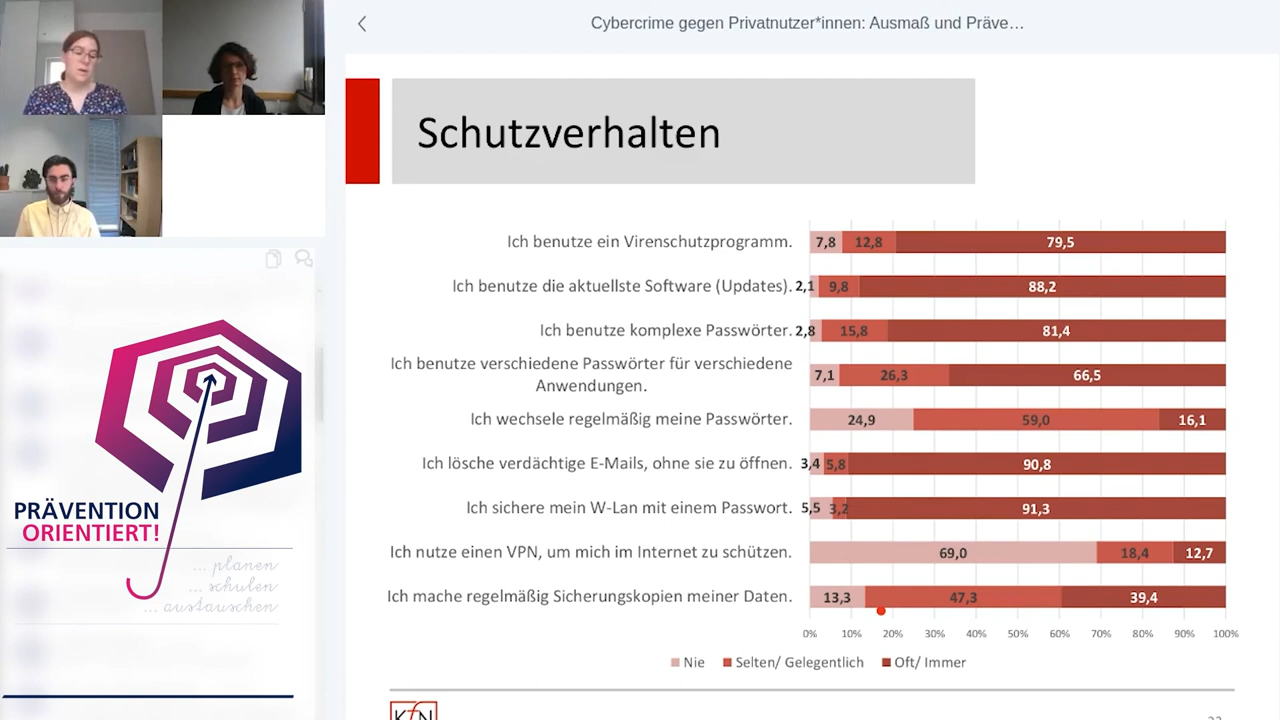 Cybercrime gegen Privatnutzer*innen: Ausmaß und Präve…
Schutzverhalten
Ich benutze ein Virenschutzprogramm. 7,8 12,8 79,5
Ich benutze die aktuellste Software (Updates). 2,1 9,8 88,2
Ich benutze komplexe Passwörter. 2,8 15,8 81,4
Ich benutze verschiedene Passwörter für verschiedene
Anwendungen. 7,1 26,3 66,5
Ich wechsele regelmäßig meine Passwörter. 24,9 59,0 16,1
Ich lösche verdächtige E-Mails, ohne sie zu öffnen. 3,4 5,8 90,8
Ich sichere mein W-Lan mit einem Passwort. 5,5 3,2 91,3
Ich nutze einen VPN, um mich im Internet zu schützen. 69,0 18,4 12,7
Ich mache regelmäßig Sicherungskopien meiner Daten. 13,3 47,3 39,4
0% 10% 20% 30% 40% 50% 60% 70% 80% 90% 100%
Nie Selten/ Gelegentlich Oft/ Immer
PRÄVENTION
ORIENTIERT!
... planen
... schulen
... austauschen